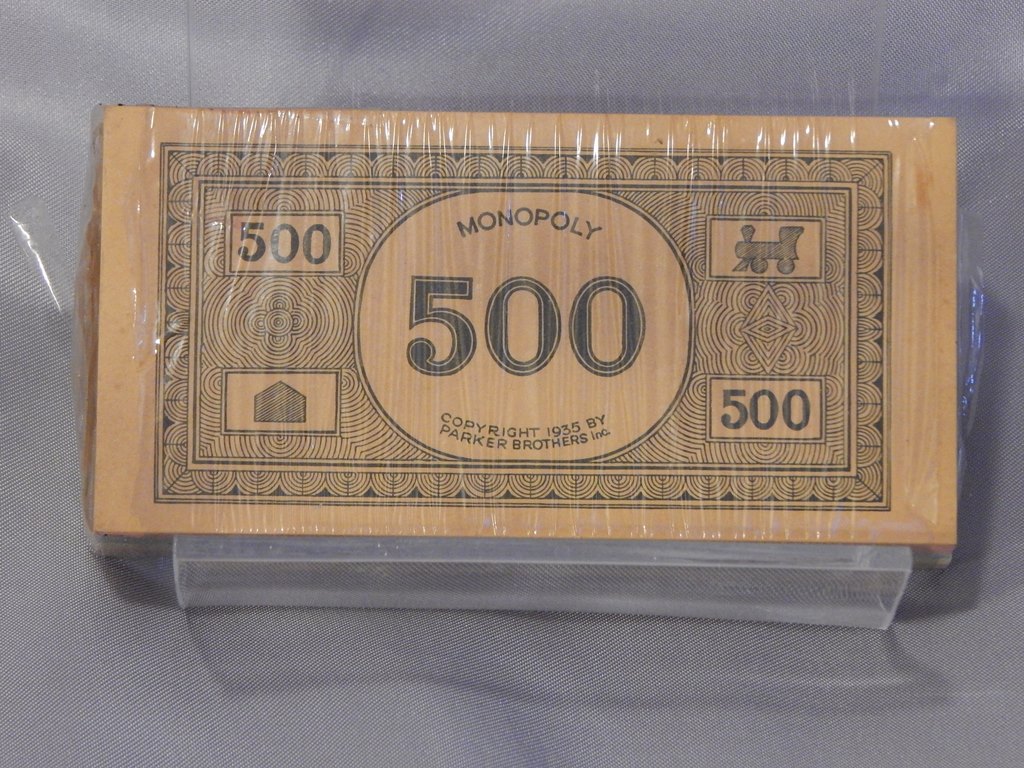 MONOPOLY
500
500
500
COPYRIGHT 1935 BY
PARKER BROTHERS Inc.